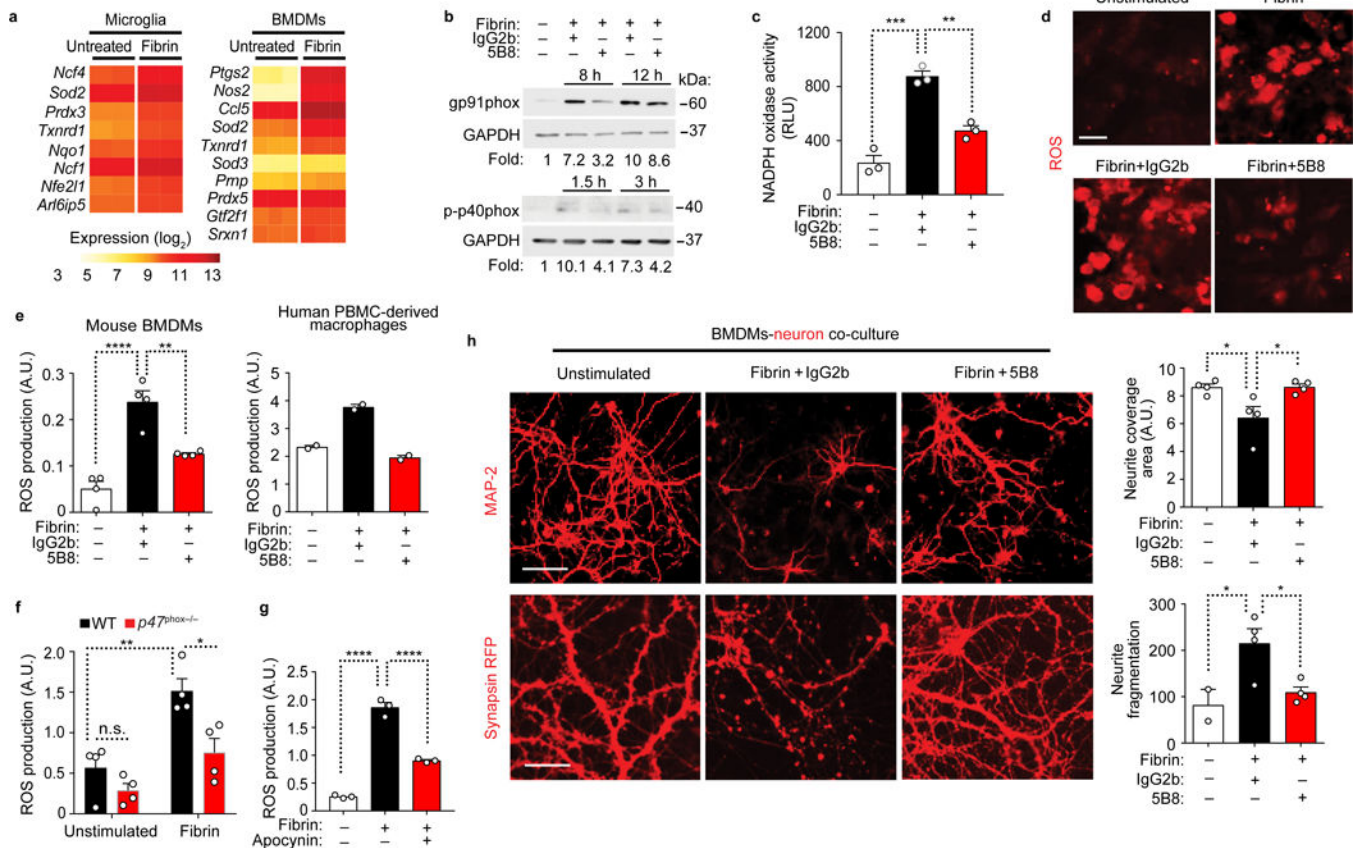 a
Microglia
Untreated Fibrin
Ncf4
Sod2
Prdx3
Txnrd1
Nqo1
Ncf1
Nfe2l1
Arl6ip5
Expression (log2)
3 5 7 9 11 13
BMDMs
Untreated Fibrin
Ptgs2
Nos2
Ccl5
Sod2
Txnrd1
Sod3
Prnp
Prdx5
Gtf2f1
Srxn1
b
Fibrin: – + + + +
IgG2b: – + +
5B8: – + +
8 h 12 h kDa:
gp91phox –60
GAPDH –37
Fold: 1 7.2 3.2 10 8.6
1.5 h 3 h
p-p40phox –40
GAPDH –37
Fold: 1 10.1 4.1 7.3 4.2
c
NADPH oxidase activity
(RLU)
1200
800
400
0
*** **
Fibrin: – + +
IgG2b: – +
5B8: – +
d
Unstimulated Fibrin
ROS
Fibrin+IgG2b Fibrin+5B8
e
Mouse BMDMs
ROS production (A.U.)
0.3
0.2
0.1
0
**** **
Fibrin: – + +
IgG2b: – +
5B8: – +
Human PBMC-derived
macrophages
ROS production (A.U.)
5
4
3
2
1
0
– + +
– +
– +
f
WT p47phox–/–
ROS production (A.U.)
2.0
1.5
1.0
0.5
0
** *
n.s.
Unstimulated Fibrin
g
ROS production (A.U.)
2.5
2.0
1.5
1.0
0.5
0
**** ****
Fibrin: – + +
Apocynin: – +
h
BMDMs-neuron co-culture
Unstimulated Fibrin+IgG2b Fibrin+5B8
MAP-2
Synapsin RFP
Neurite coverage
area (A.U.)
10
8
6
4
2
0
* *
Fibrin: – + +
IgG2b: – +
5B8: – +
Neurite
fragmentation
300
200
100
0
* *
Fibrin: – + +
IgG2b: – +
5B8: – +